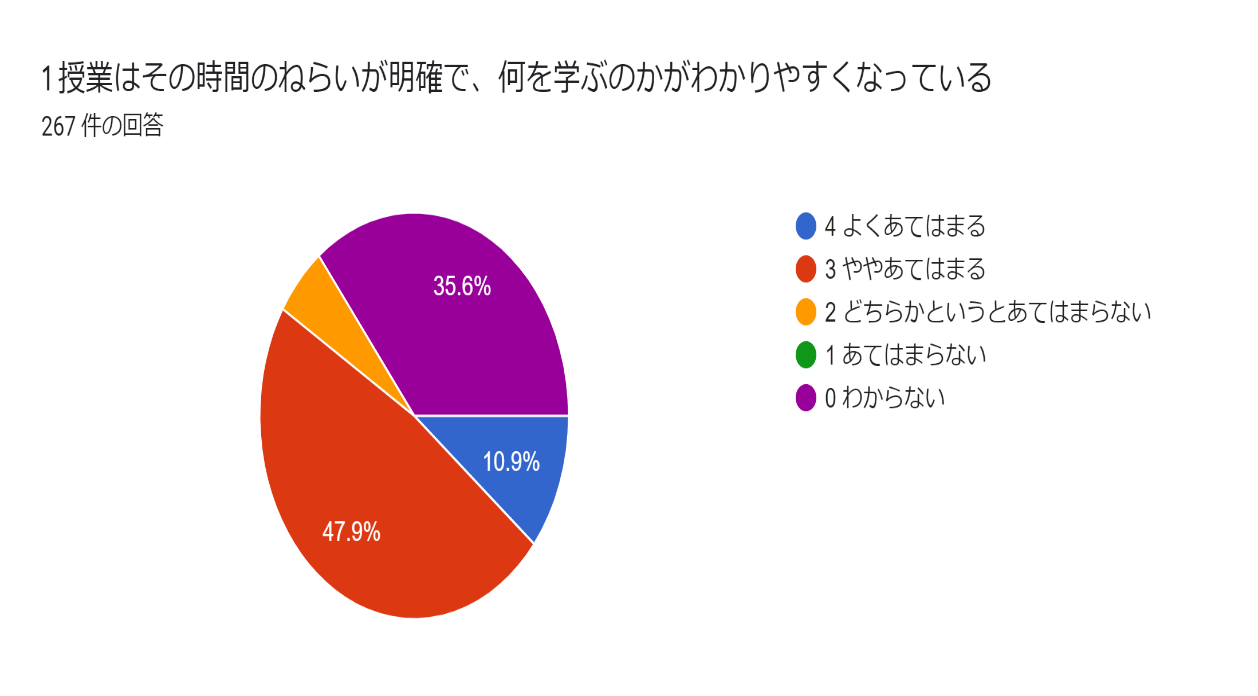 1 授業はその時間のねらいが明確で、何を学ぶのかがわかりやすくなっている
267 件の回答
35.6%
10.9%
47.9%
4 よくあてはまる
3 ややあてはまる
2 どちらかというとあてはまらない
1 あてはまらない
0 わからない